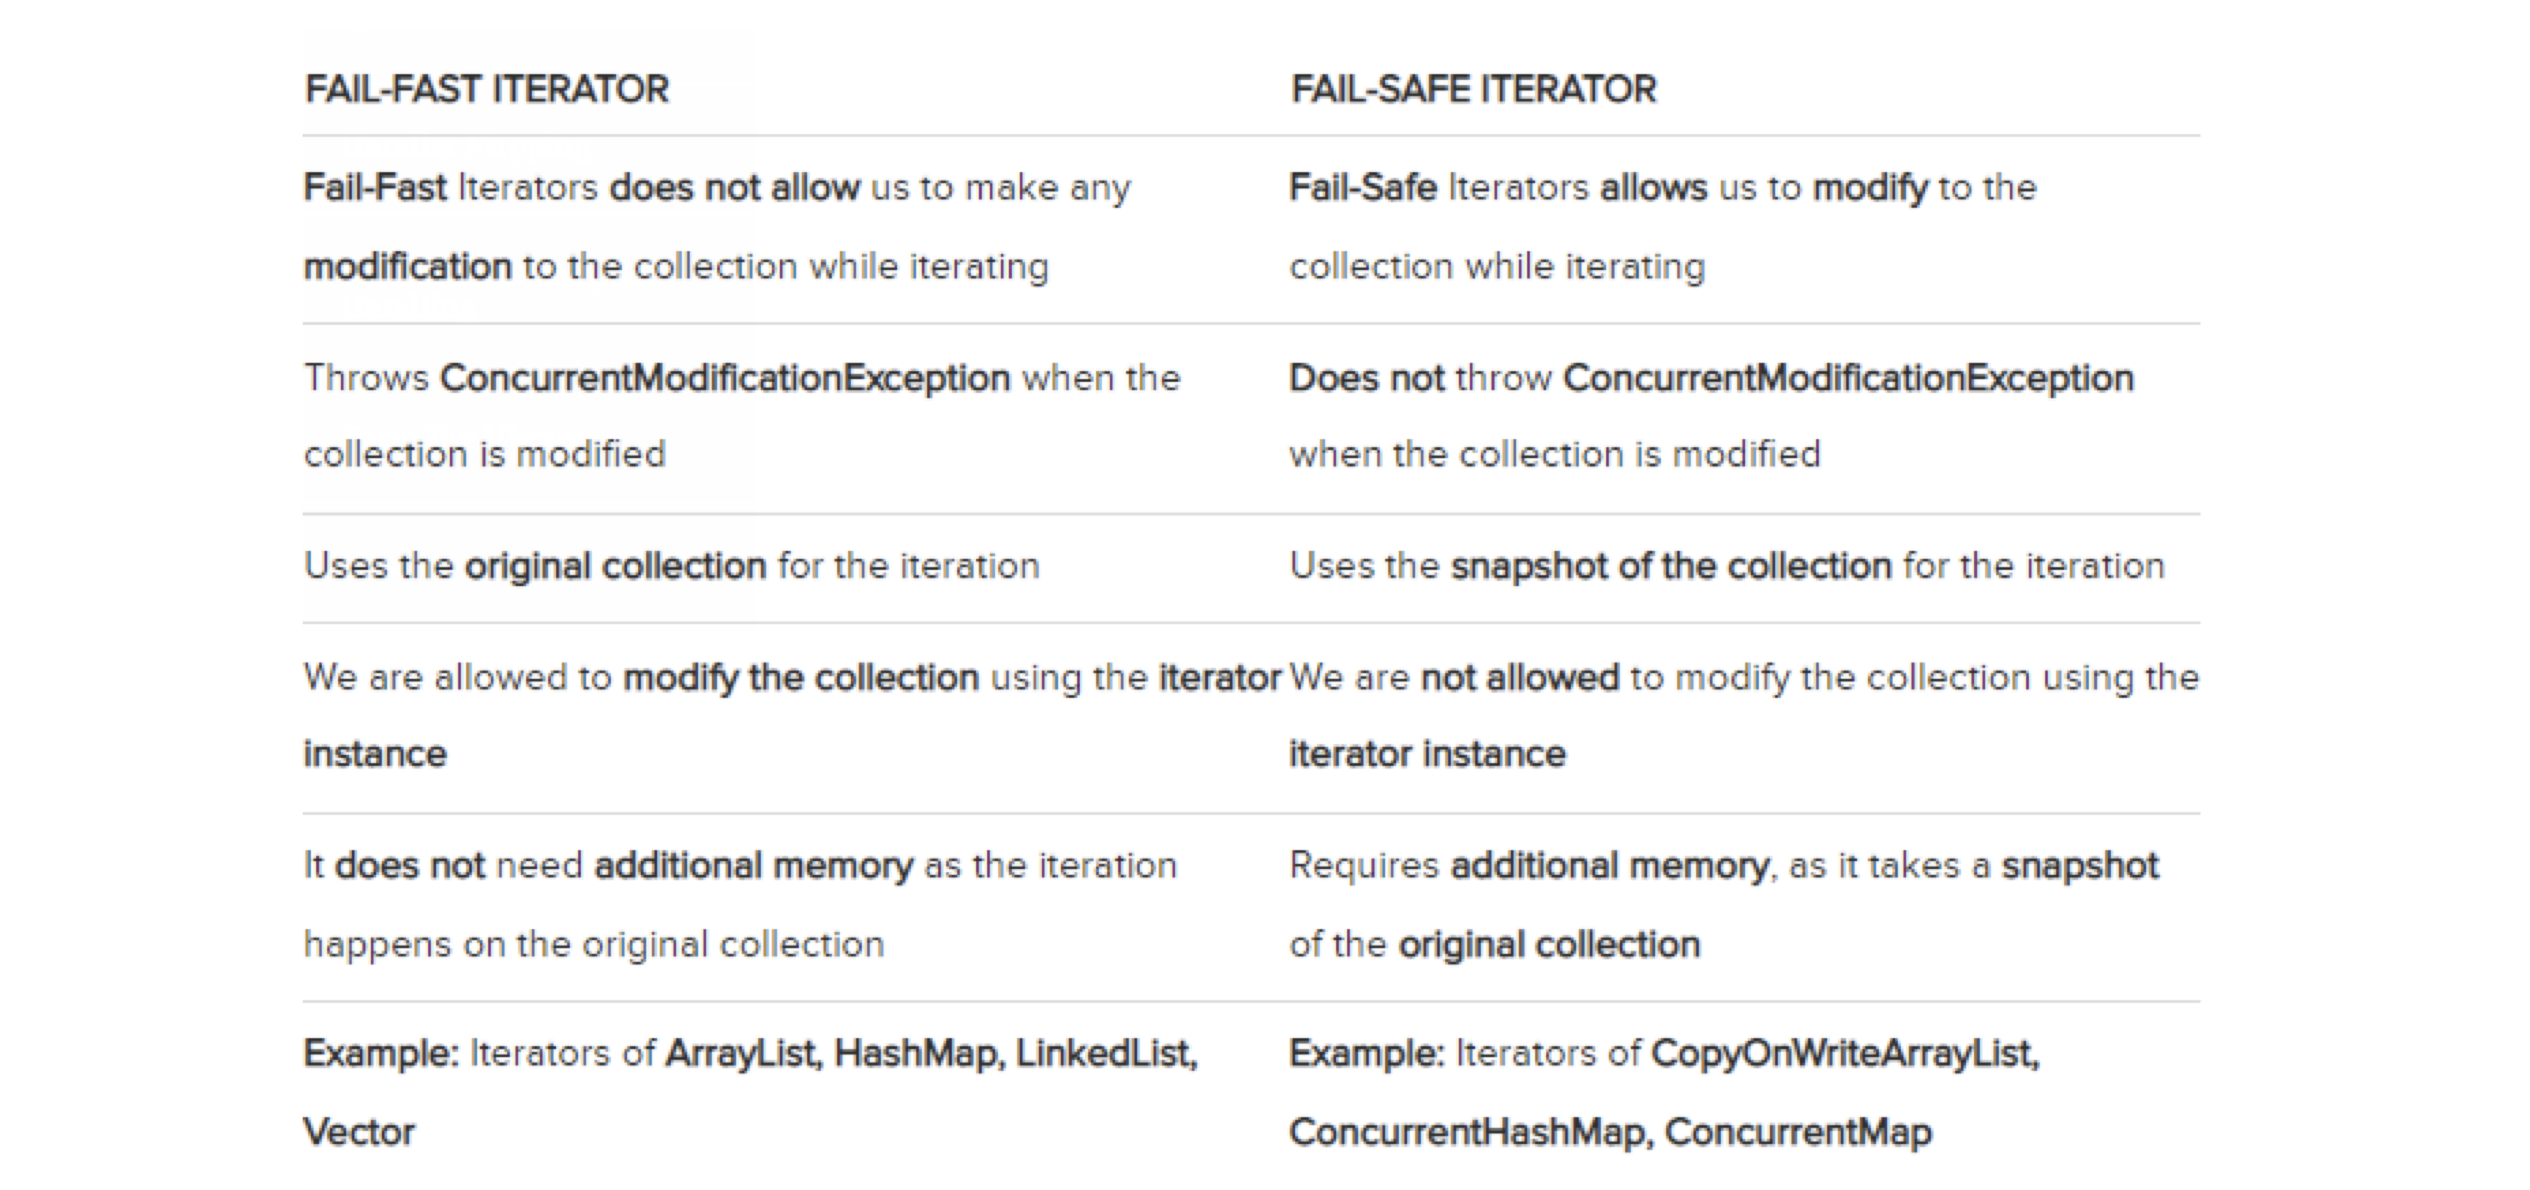 FAIL-FAST ITERATOR
FAIL-SAFE ITERATOR
Fail-Fast Iterators does not allow us to make any
modification to the collection while iterating
Fail-Safe Iterators allows us to modify to the
collection while iterating
Throws ConcurrentModificationException when the
collection is modified
Does not throw ConcurrentModificationException
when the collection is modified
Uses the original collection for the iteration
Uses the snapshot of the collection for the iteration
We are allowed to modify the collection using the iterator
instance
We are not allowed to modify the collection using the
iterator instance
It does not need additional memory as the iteration
happens on the original collection
Requires additional memory, as it takes a snapshot
of the original collection
Example: Iterators of ArrayList, HashMap, LinkedList,
Vector
Example: Iterators of CopyOnWriteArrayList,
ConcurrentHashMap, ConcurrentMap